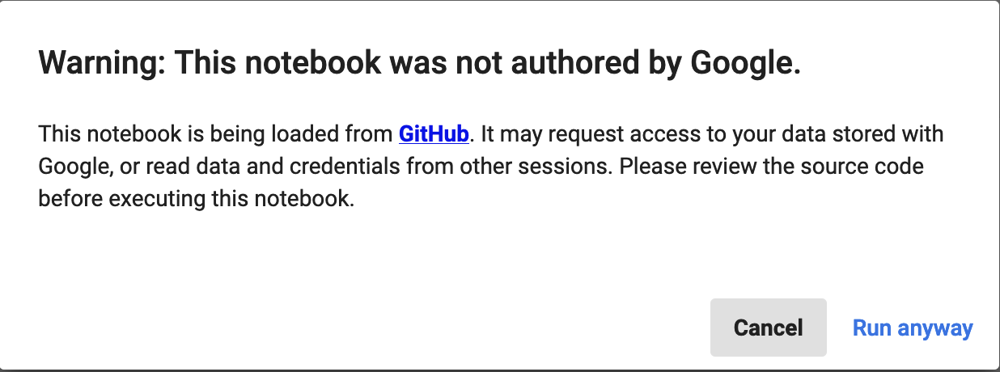 Warning: This notebook was not authored by Google.
This notebook is being loaded from GitHub. It may request access to your data stored with
Google, or read data and credentials from other sessions. Please review the source code
before executing this notebook.
Cancel
Run anyway